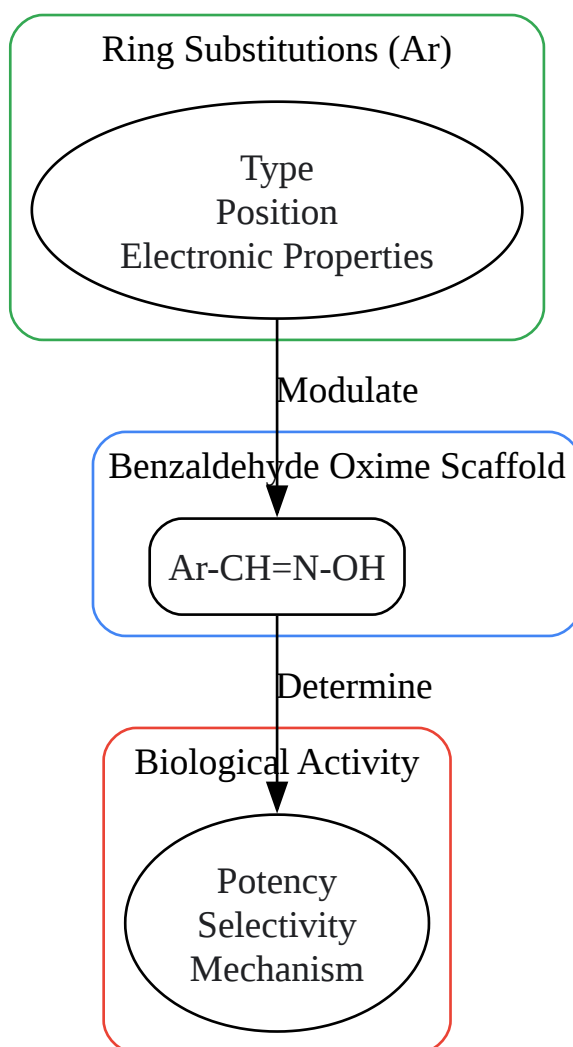 Ring Substitutions (Ar)
Type
Position
Electronic Properties
Modulate
Benzaldehyde Oxime Scaffold
Ar-CH=N-OH
Determine
Biological Activity
Potency
Selectivity
Mechanism